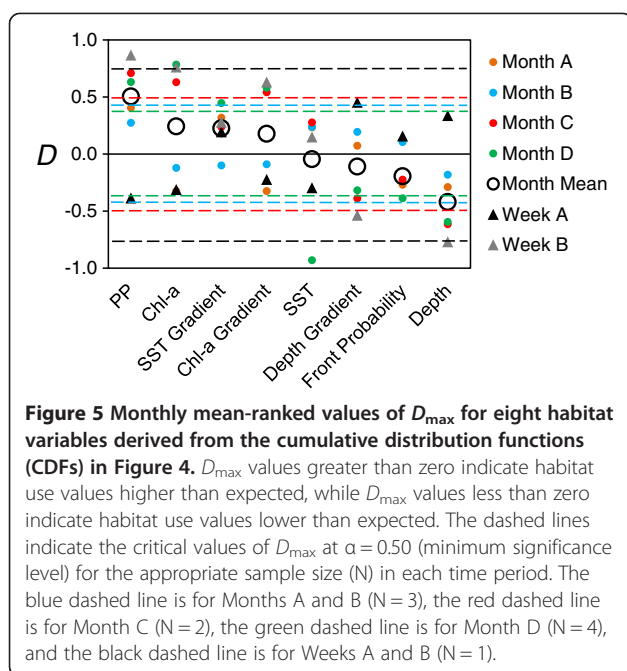 1.0
0.5
0.0
-0.5
-1.0
D
PP
Chl-a
SST Gradient
Chl-a Gradient
SST
Depth Gradient
Front Probability
Depth
Month A
Month B
Month C
Month D
Month Mean
Week A
Week B
Figure 5 Monthly mean-ranked values of Dmax for eight habitat
variables derived from the cumulative distribution functions
(CDFs) in Figure 4. Dmax values greater than zero indicate habitat
use values higher than expected, while Dmax values less than zero
indicate habitat use values lower than expected. The dashed lines
indicate the critical values of Dmax at α = 0.50 (minimum significance
level) for the appropriate sample size (N) in each time period. The
blue dashed line is for Months A and B (N = 3), the red dashed line
is for Month C (N = 2), the green dashed line is for Month D (N = 4),
and the black dashed line is for Weeks A and B (N = 1).